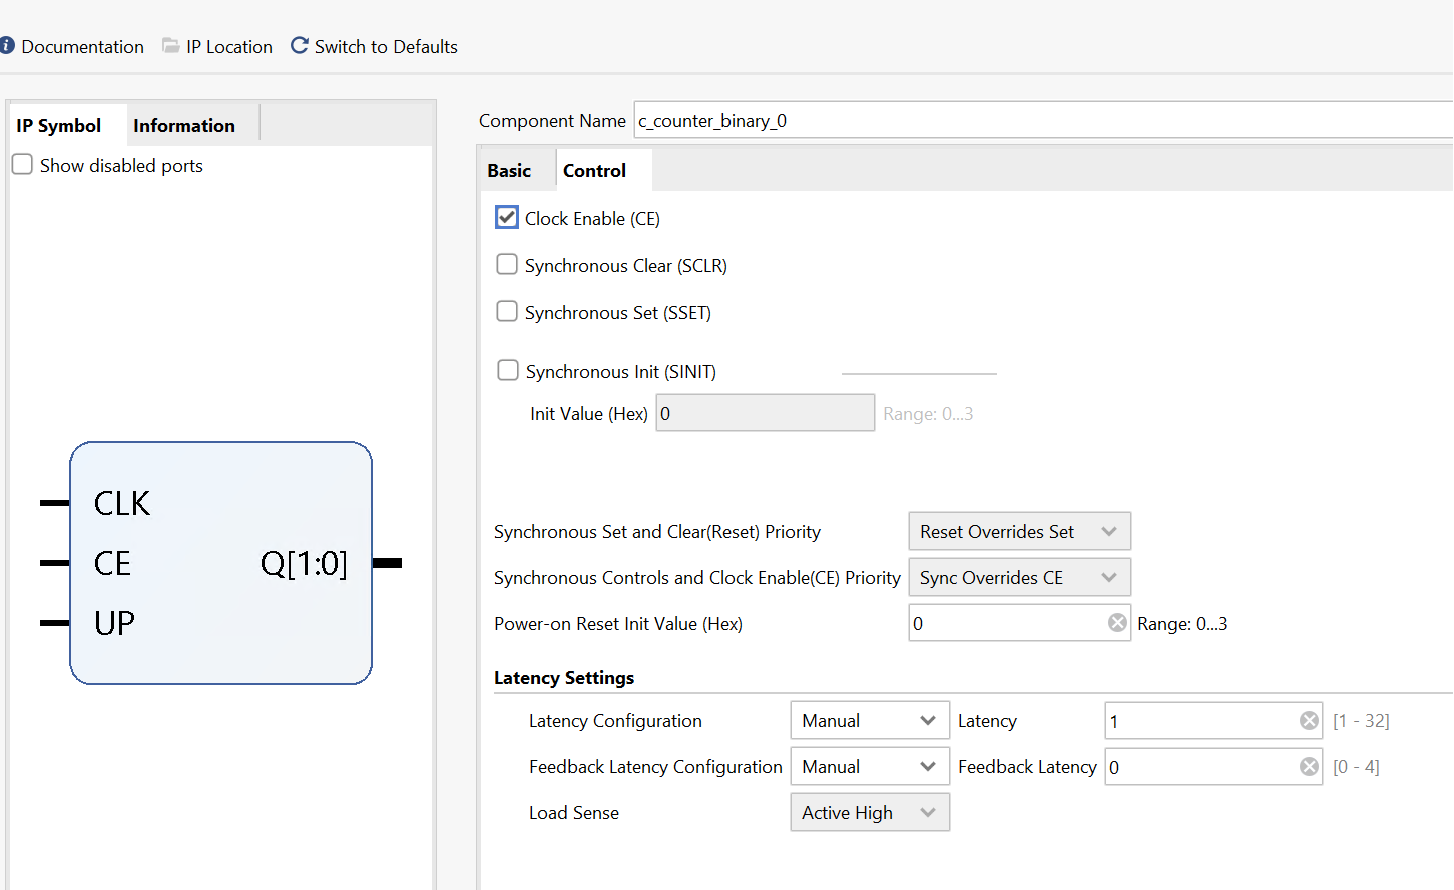 Documentation IP Location Switch to Defaults
IP Symbol Information
Show disabled ports
CLK
CE Q[1:0]
UP
Component Name c_counter_binary_0
Basic Control
Clock Enable (CE)
Synchronous Clear (SCLR)
Synchronous Set (SSET)
Synchronous Init (SINIT)
Init Value (Hex) 0 Range: 0...3
Synchronous Set and Clear(Reset) Priority Reset Overrides Set
Synchronous Controls and Clock Enable(CE) Priority Sync Overrides CE
Power-on Reset Init Value (Hex) 0 Range: 0...3
Latency Settings
Latency Configuration Manual Latency 1 [1 - 32]
Feedback Latency Configuration Manual Feedback Latency 0 [0 - 4]
Load Sense Active High